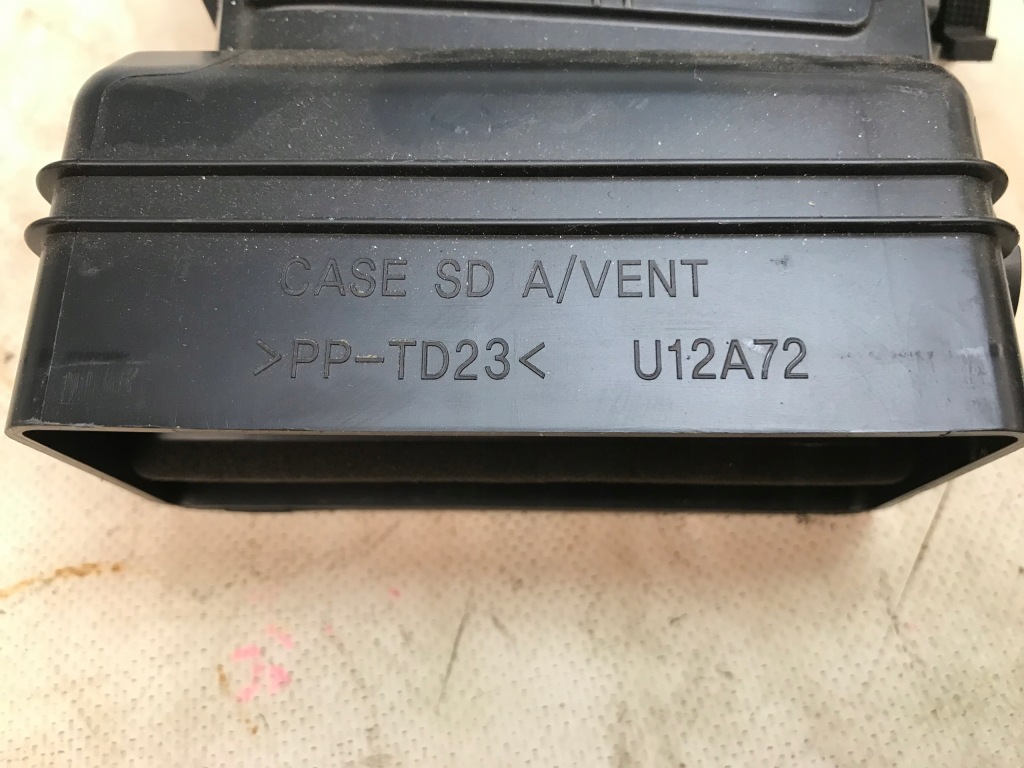 CASE SD A/VENT
>PP-TD23< U12A72